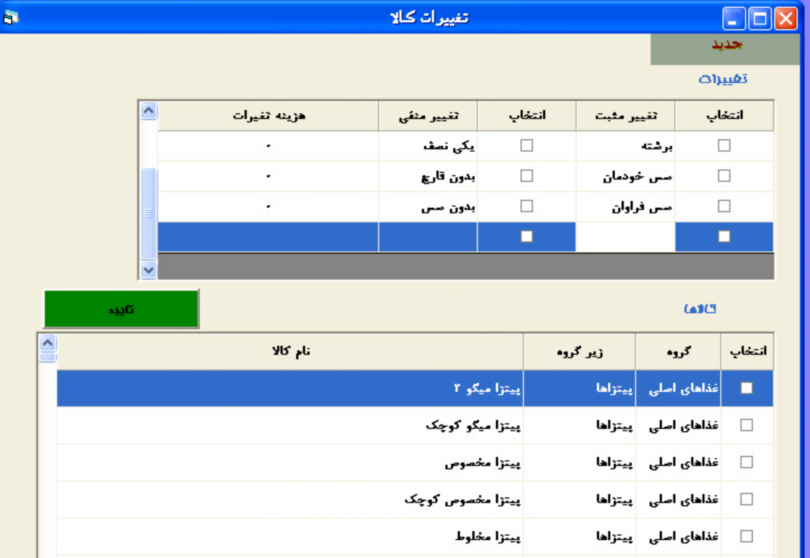 تغییرات کالا
جدید
تغییرات
انتخاب تغییر مثبت انتخاب تغییر منفی هزینه تغیرات
برشته یکی نصف ۰
سس خودمان بدون قارچ ۰
سس فراوان بدون سس ۰
کالاها
تایید
انتخاب گروه زیر گروه نام کالا
غذاهای اصلی پیتزاها پیتزا میگو ۲
غذاهای اصلی پیتزاها پیتزا میگو کوچک
غذاهای اصلی پیتزاها پیتزا مخصوص
غذاهای اصلی پیتزاها پیتزا مخصوص کوچک
غذاهای اصلی پیتزاها پیتزا مخلوط